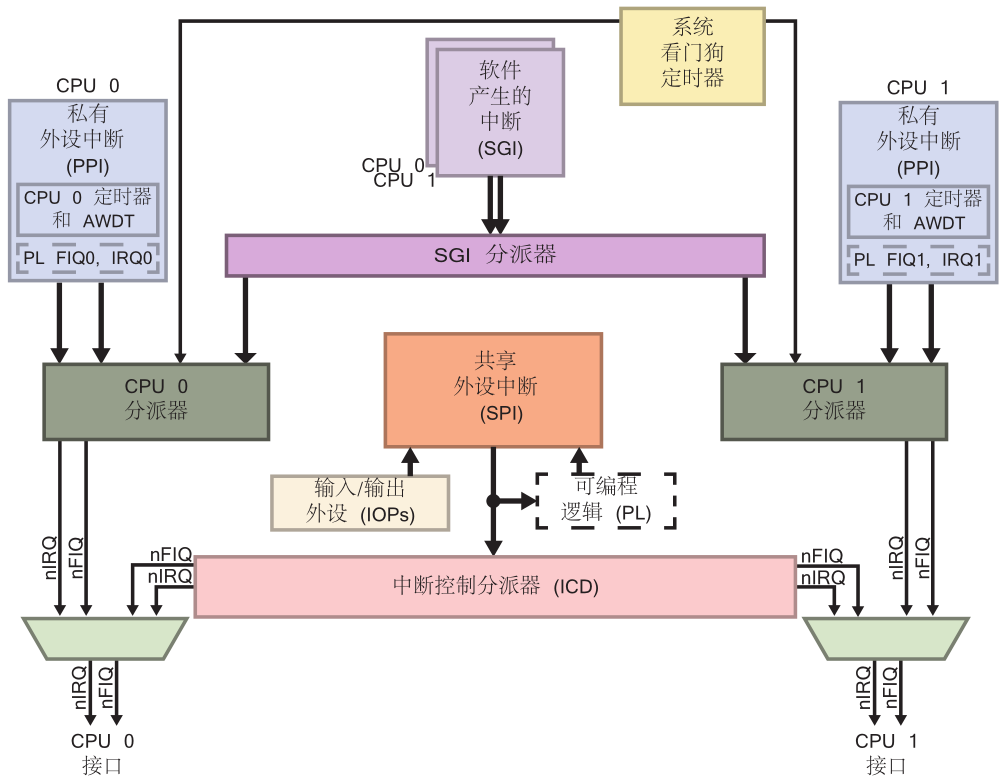 系统
看门狗
定时器
软件
产生的
中断
(SGI)
CPU 0
CPU 1
CPU 0
私有
外设中断
(PPI)
CPU 0 定时器
和 AWDT
PL FIQ0, IRQ0
CPU 1
私有
外设中断
(PPI)
CPU 1 定时器
和 AWDT
PL FIQ1, IRQ1
SGI 分派器
CPU 0
分派器
共享
外设中断
(SPI)
CPU 1
分派器
输入/输出
外设 (IOPs)
可编程
逻辑 (PL)
nIRQ
nFIQ
nFIQ
nIRQ
中断控制分派器 (ICD)
nFIQ
nIRQ
nIRQ
nFIQ
nIRQ
nFIQ
nIRQ
nFIQ
CPU 0
接口
CPU 1
接口